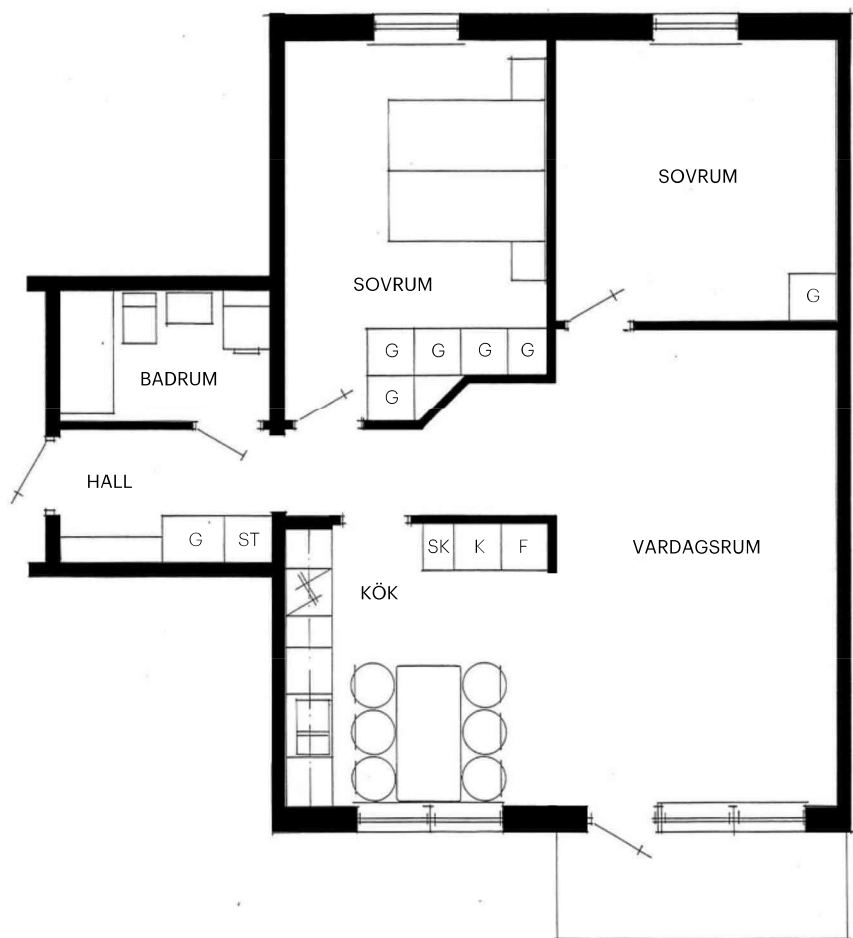 SOVRUM
SOVRUM
G
G G G G
G
BADRUM
HALL
G ST
SK K F
VARDAGSRUM
KÖK